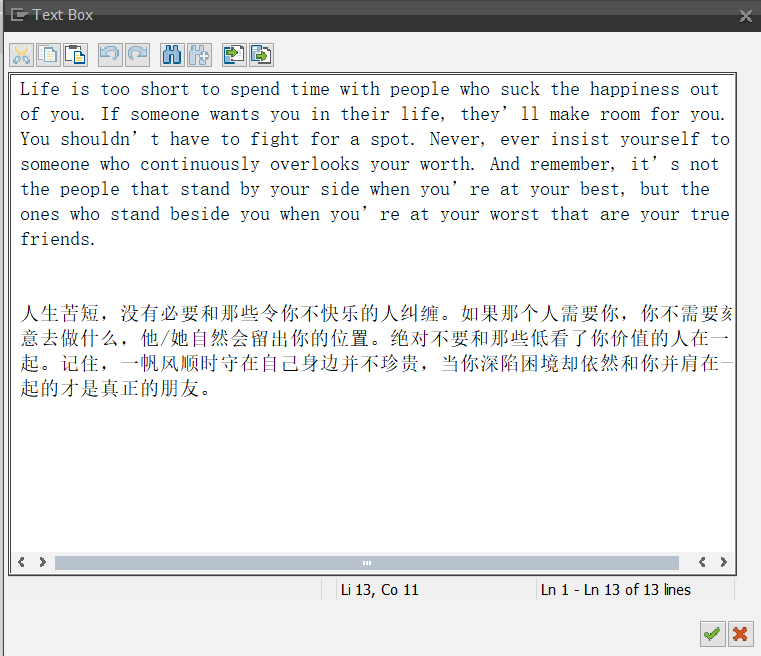 Text Box
Life is too short to spend time with people who suck the happiness out
of you. If someone wants you in their life, they’ll make room for you.
You shouldn’t have to fight for a spot. Never, ever insist yourself to
someone who continuously overlooks your worth. And remember, it’s not
the people that stand by your side when you’re at your best, but the
ones who stand beside you when you’re at your worst that are your true
friends.
人生苦短，没有必要和那些令你不快乐的人纠缠。如果那个人需要你，你不需要刻
意去做什么，他/她自然会留出你的位置。绝对不要和那些低看了你价值的人在一
起。记住，一帆风顺时守在自己身边并不珍贵，当你深陷困境却依然和你并肩在一
起的才是真正的朋友。
Li 13, Co 11
Ln 1 - Ln 13 of 13 lines